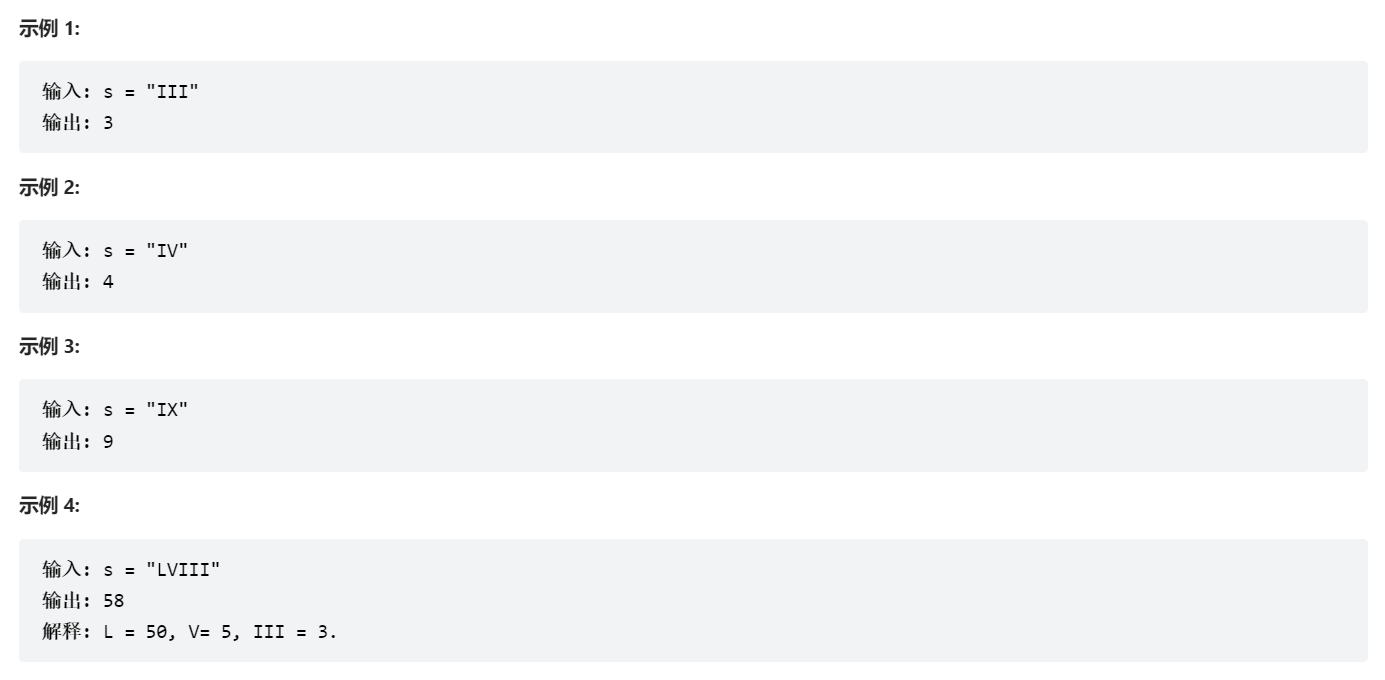 示例 1:
输入: s = "III"
输出: 3
示例 2:
输入: s = "IV"
输出: 4
示例 3:
输入: s = "IX"
输出: 9
示例 4:
输入: s = "LVIII"
输出: 58
解释: L = 50, V= 5, III = 3.